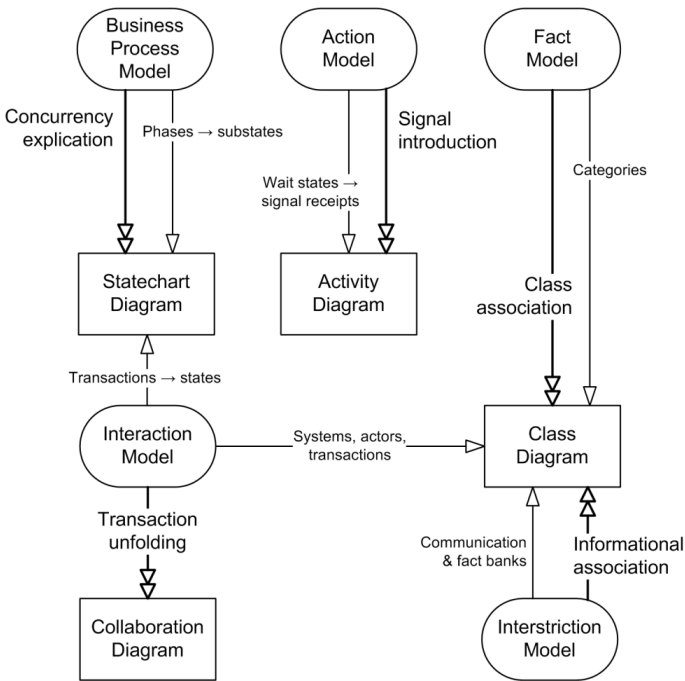 Business
Process
Model
Action
Model
Fact
Model
Concurrency
explication
Phases → substates
Signal
introduction
Wait states →
signal receipts
Categories
Statechart
Diagram
Activity
Diagram
Class
association
Transactions → states
Interaction
Model
Systems, actors,
transactions
Class
Diagram
Transaction
unfolding
Communication
& fact banks
Informational
association
Collaboration
Diagram
Interstriction
Model